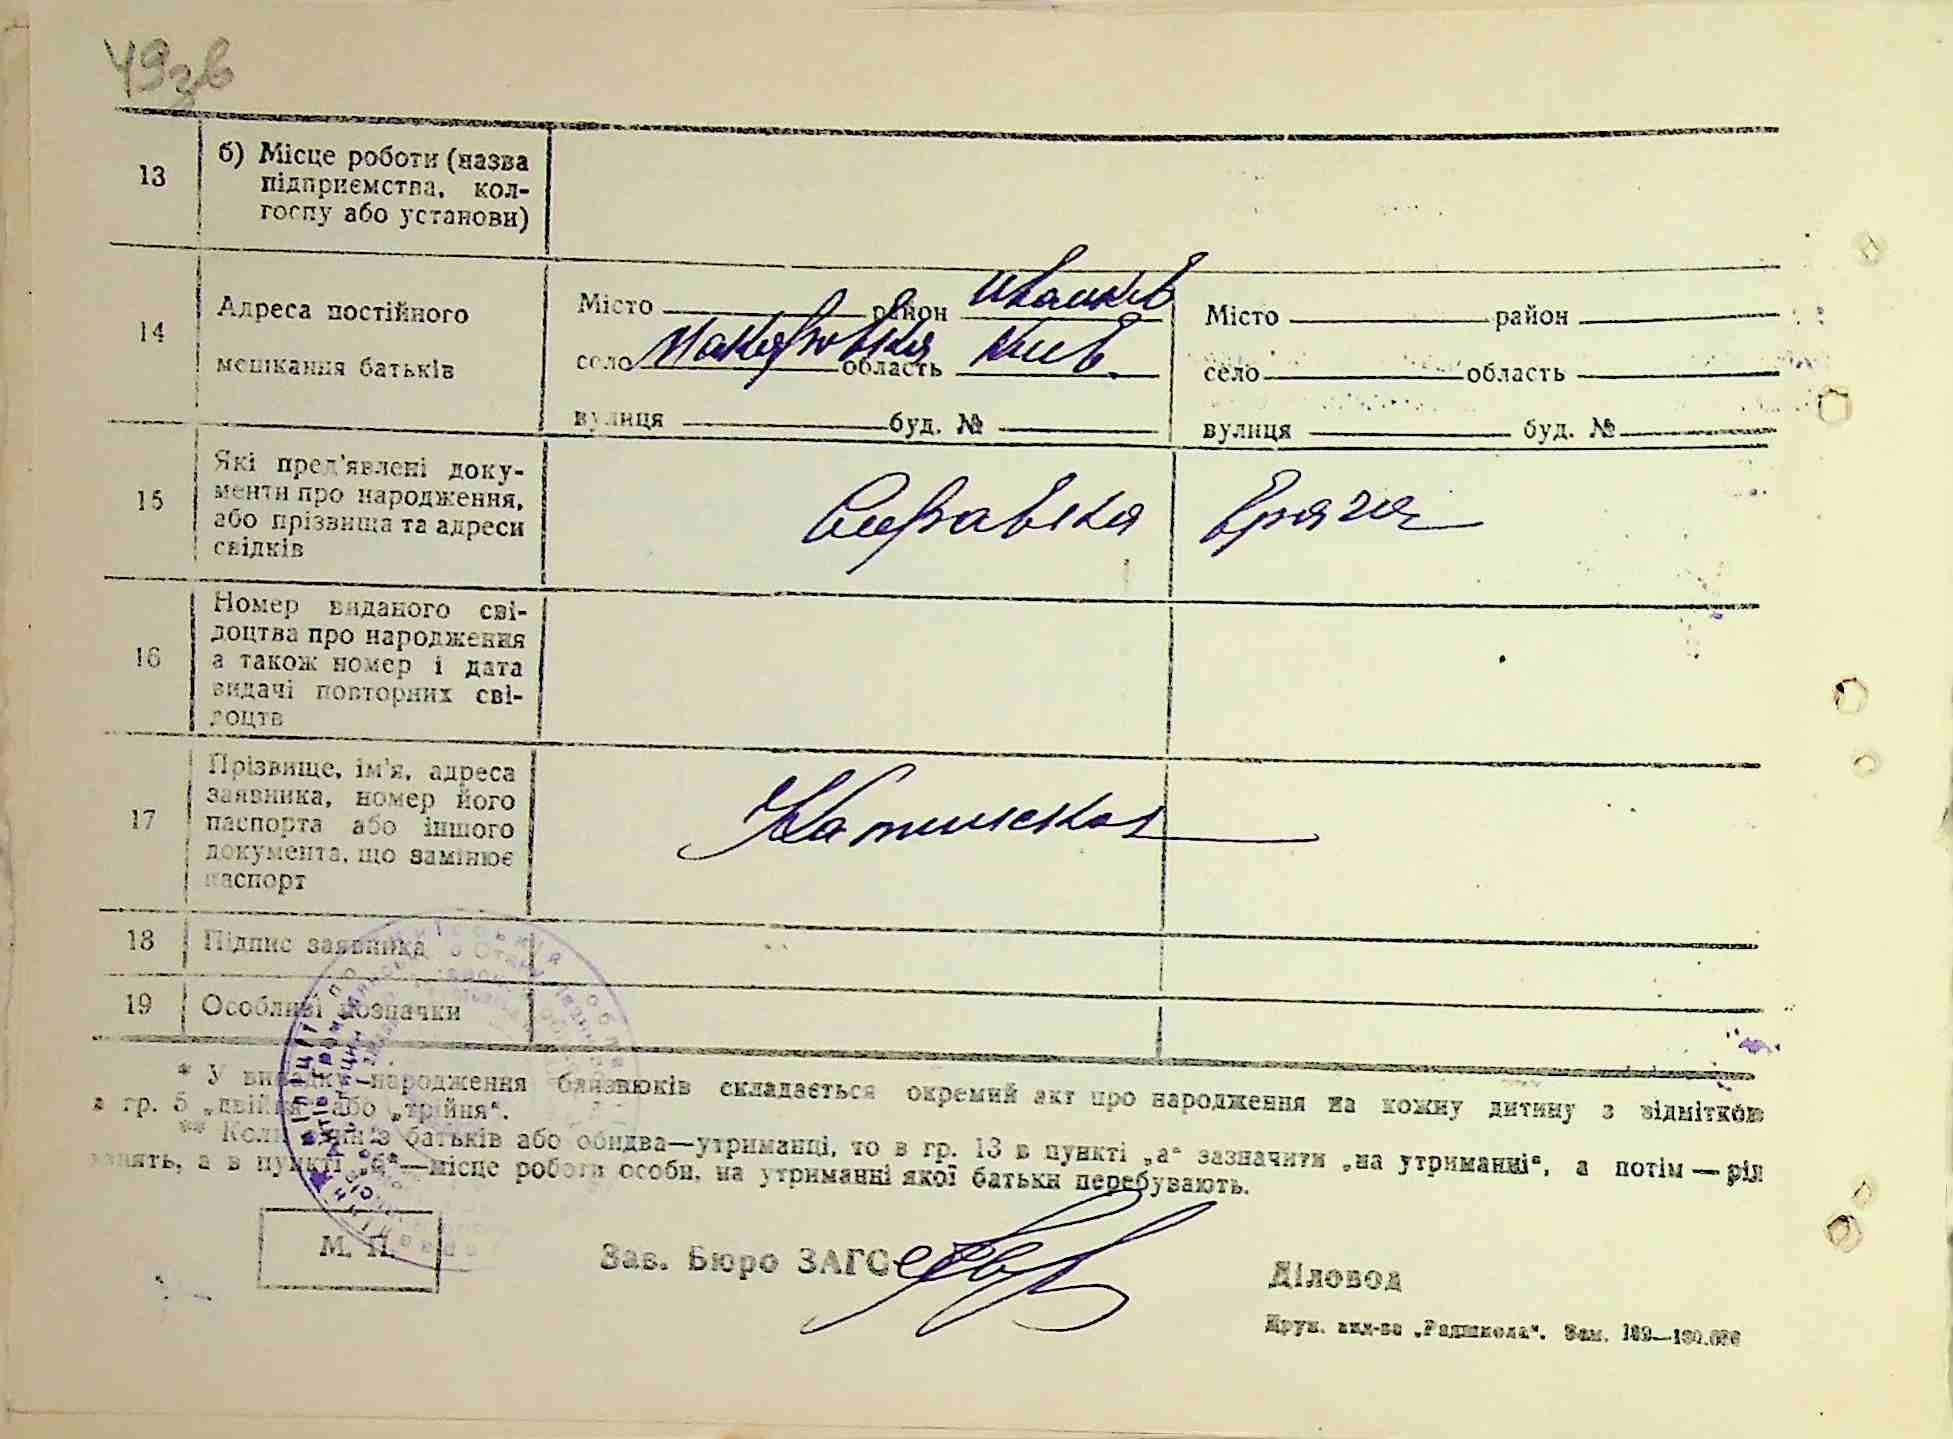 49зв
13
б) Місце роботи (назва
підприємства, кол-
госпу або установи)
14
Адреса постійного
мешкання батьків
Місто район Иванків
село Макаровка область Київ.
вулиця буд. №
Місто район
село область
вулиця буд. №
15
Які пред'явлені доку-
менти про народження,
або прізвища та адреси
свідків
Справека врача
16
Номер виданого сві-
доцтва про народження
а також номер і дата
видачі повторних сві-
доцтв
17
Прізвище, ім'я, адреса
заявника, номер його
паспорта або іншого
документа, що замінює
паспорт
18
Підпис заявника
19
Особливі позначки
* У випадку народження близнюків складається окремий акт про народження на кожну дитину з відміткою
в гр. 5 „двійня" або „трійня".
** Коли один з батьків або обидва—утриманці, то в гр. 13 в пункті „а" зазначити „на утриманні", а потім — рід
занять, а в пункті „б"—місце роботи особи, на утриманні якої батьки перебувають.
М. П.
Зав. Бюро ЗАГС
Діловод
Друк. вид-ва „Радшкола". Зам.